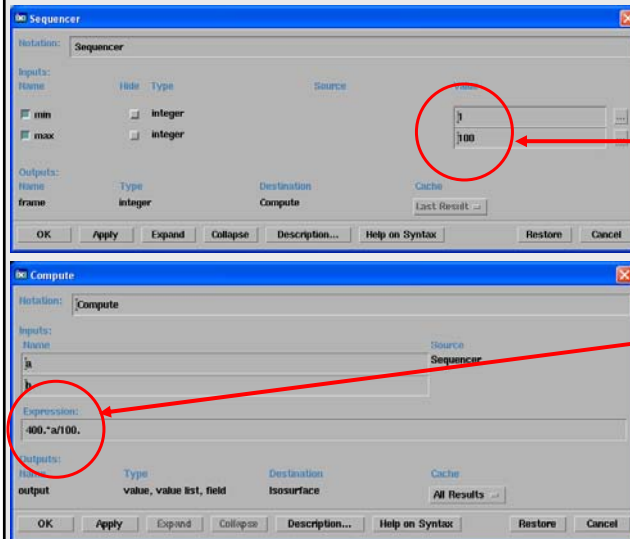 Sequencer
Notation: Sequencer
Inputs:
Name Hide Type Source Value
min integer 1 ...
max integer 100
Outputs:
Name Type Destination Cache
frame integer Compute Last Result
OK Apply Expand Collapse Description... Help on Syntax Restore Cancel
Compute
Notation: Compute
Inputs:
Name Source
a Sequencer
b
Expression:
400.*a/100.
Outputs:
Name Type Destination Cache
output value, value list, field Isosurface All Results
OK Apply Expand Collapse Description... Help on Syntax Restore Cancel